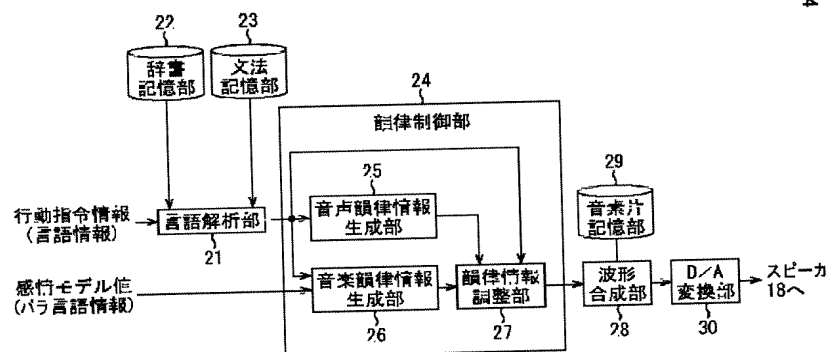 22
23
辞書
記憶部
文法
記憶部
24
韻律制御部
25
29
行動指令情報
(言語情報)
言語解析部
21
音声韻律情報
生成部
音素片
記憶部
感情モデル値
(パラ言語情報)
音楽韻律情報
生成部
26
韻律情報
調整部
27
波形
合成部
28
D/A
変換部
30
スピーカ
18へ
4